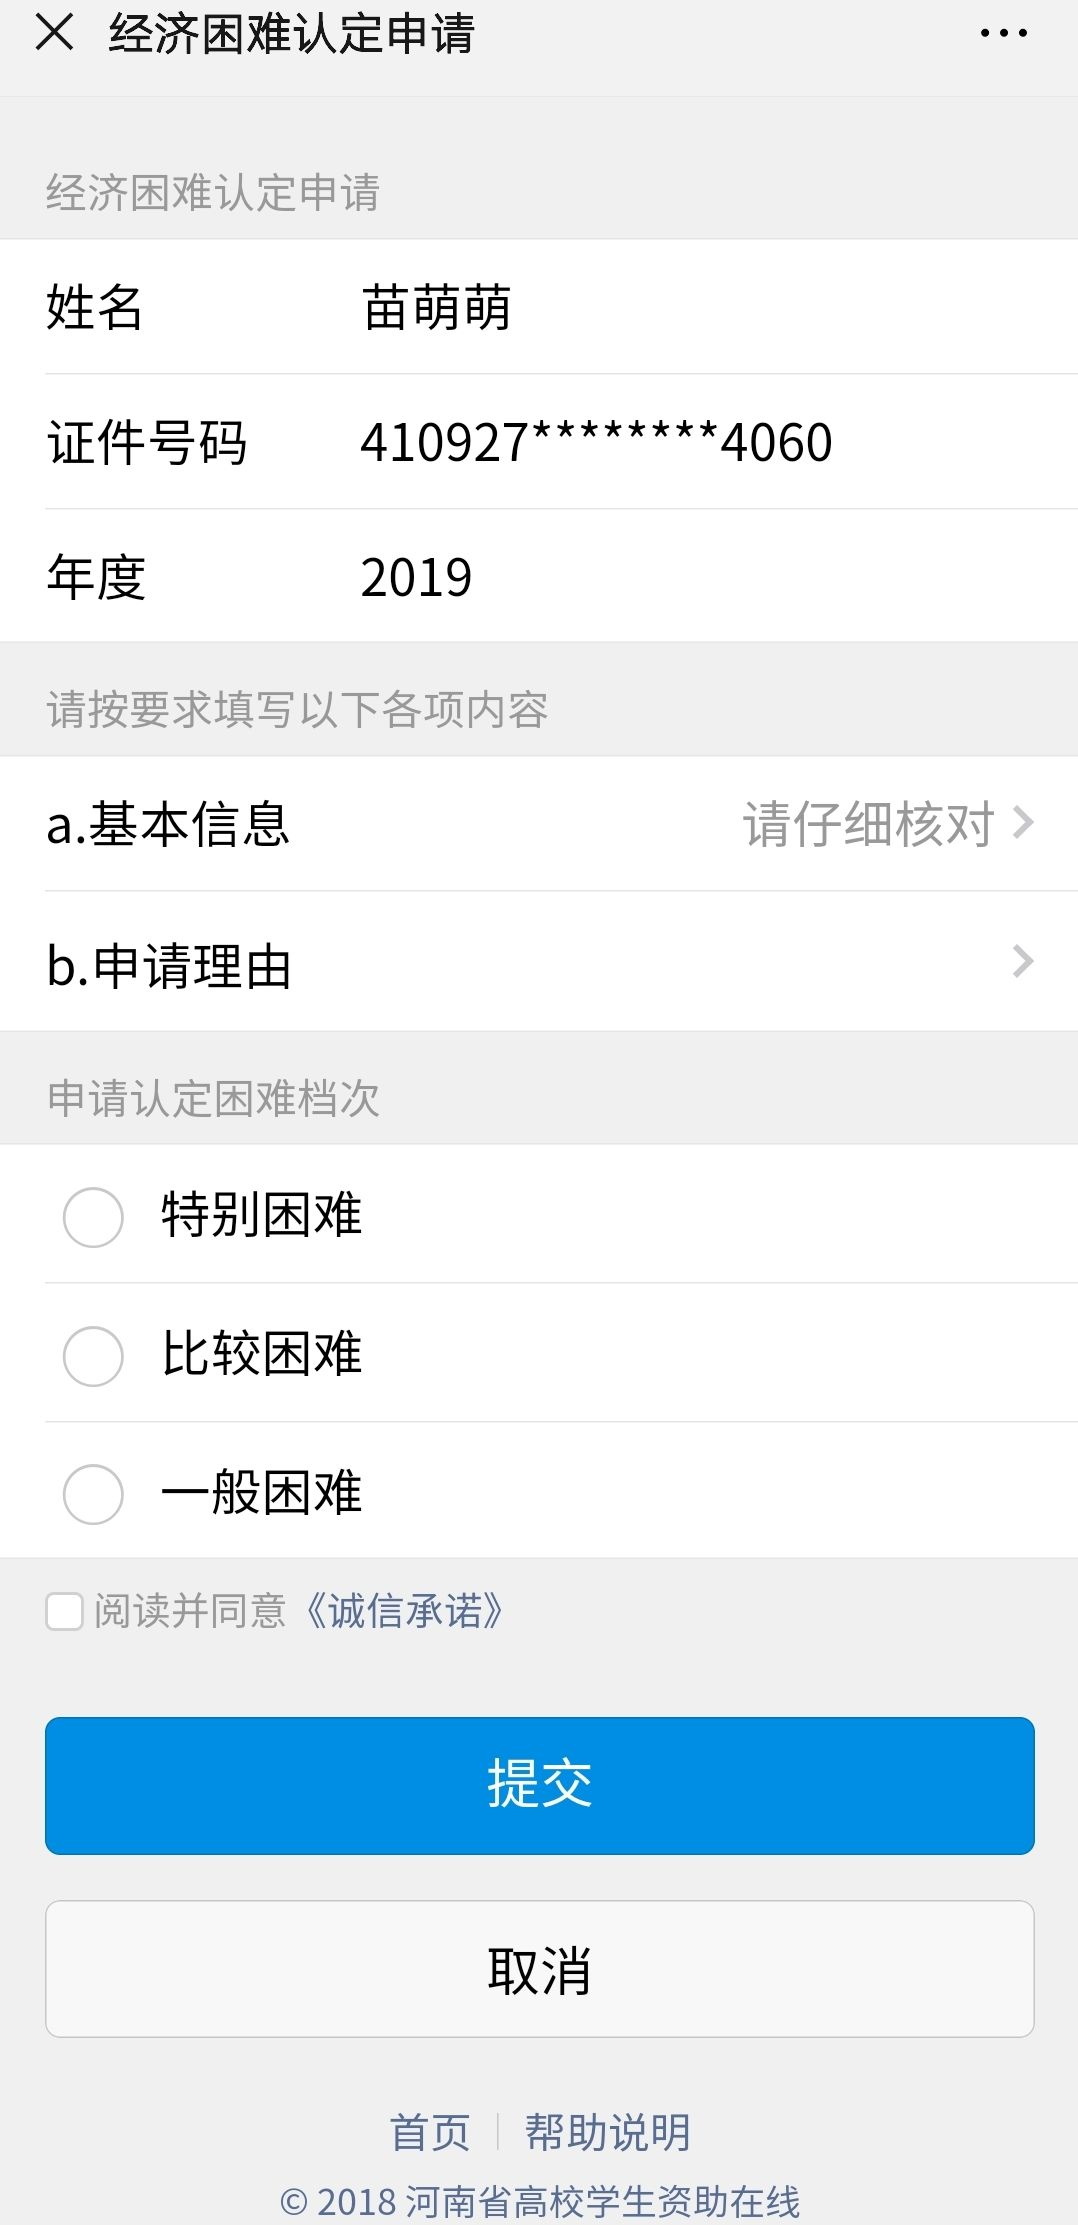 经济困难认定申请
经济困难认定申请
姓名 苗萌萌
证件号码 410927********4060
年度 2019
请按要求填写以下各项内容
a.基本信息 请仔细核对
b.申请理由
申请认定困难档次
特别困难
比较困难
一般困难
阅读并同意《诚信承诺》
提交
取消
首页 帮助说明
© 2018 河南省高校学生资助在线